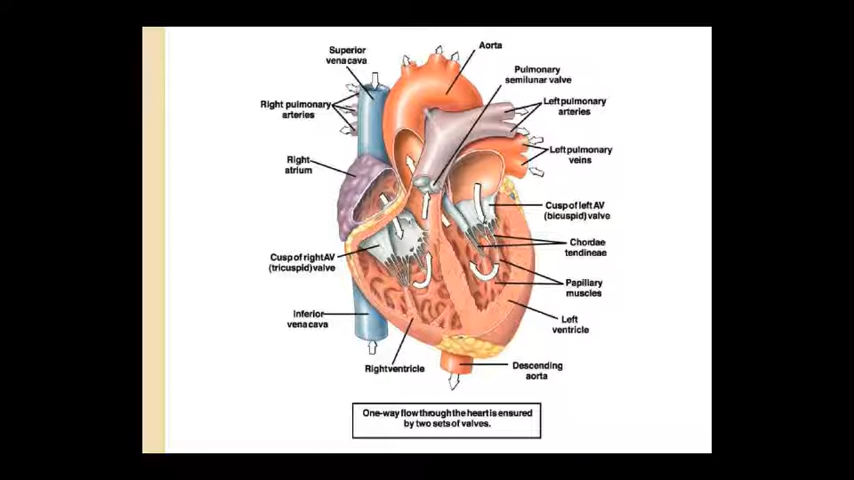 Superior
vena cava
Right pulmonary
arteries
Right
atrium
Cusp of right AV
(tricuspid) valve
Inferior
vena cava
Right ventricle
Aorta
Pulmonary
semilunar valve
Left pulmonary
arteries
Left pulmonary
veins
Cusp of left AV
(bicuspid) valve
Chordae
tendineae
Papillary
muscles
Left
ventricle
Descending
aorta
One-way flow through the heart is ensured
by two sets of valves.